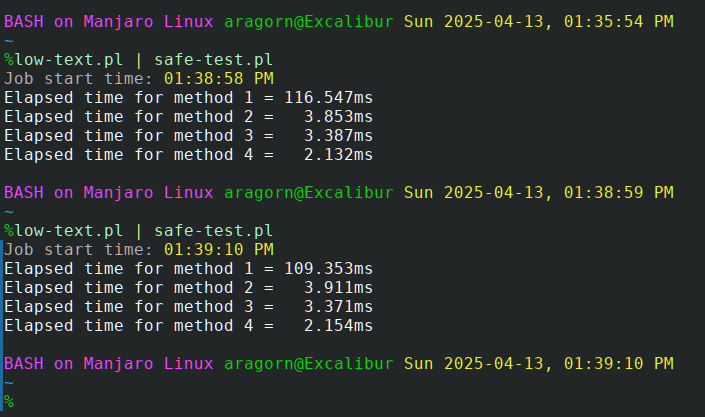 BASH on Manjaro Linux aragorn@Excalibur Sun 2025-04-13, 01:35:54 PM
~
%low-text.pl | safe-test.pl
Job start time: 01:38:58 PM
Elapsed time for method 1 = 116.547ms
Elapsed time for method 2 =   3.853ms
Elapsed time for method 3 =   3.387ms
Elapsed time for method 4 =   2.132ms

BASH on Manjaro Linux aragorn@Excalibur Sun 2025-04-13, 01:38:59 PM
~
%low-text.pl | safe-test.pl
Job start time: 01:39:10 PM
Elapsed time for method 1 = 109.353ms
Elapsed time for method 2 =   3.911ms
Elapsed time for method 3 =   3.371ms
Elapsed time for method 4 =   2.154ms

BASH on Manjaro Linux aragorn@Excalibur Sun 2025-04-13, 01:39:10 PM
~
%